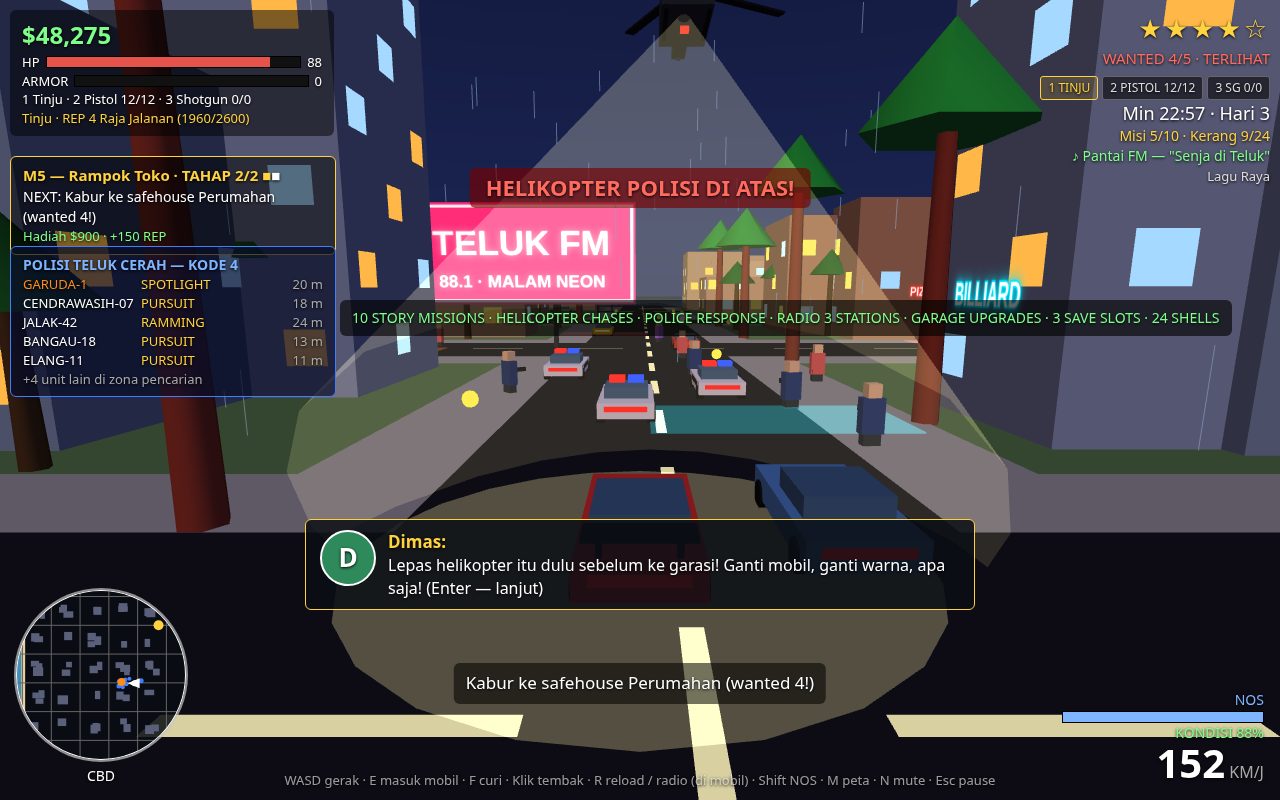 $48,275
HP 88
ARMOR 0
1 Tinju · 2 Pistol 12/12 · 3 Shotgun 0/0
Tinju · REP 4 Raja Jalanan (1960/2600)
★★★★☆
WANTED 4/5 · TERLIHAT
1 TINJU 2 PISTOL 12/12 3 SG 0/0
Min 22:57 · Hari 3
Misi 5/10 · Kerang 9/24
♪ Pantai FM — "Senja di Teluk"
Lagu Raya
M5 — Rampok Toko · TAHAP 2/2
NEXT: Kabur ke safehouse Perumahan
(wanted 4!)
Hadiah $900 · +150 REP
POLISI TELUK CERAH — KODE 4
GARUDA-1 SPOTLIGHT 20 m
CENDRAWASIH-07 PURSUIT 18 m
JALAK-42 RAMMING 24 m
BANGAU-18 PURSUIT 13 m
ELANG-11 PURSUIT 11 m
+4 unit lain di zona pencarian
HELIKOPTER POLISI DI ATAS!
TELUK FM
88.1 · MALAM NEON
BILLIARD
10 STORY MISSIONS · HELICOPTER CHASES · POLICE RESPONSE · RADIO 3 STATIONS · GARAGE UPGRADES · 3 SAVE SLOTS · 24 SHELLS
D
Dimas:
Lepas helikopter itu dulu sebelum ke garasi! Ganti mobil, ganti warna, apa
saja! (Enter — lanjut)
Kabur ke safehouse Perumahan (wanted 4!)
CBD
WASD gerak · E masuk mobil · F curi · Klik tembak · R reload / radio (di mobil) · Shift NOS · M peta · N mute · Esc pause
NOS
KONDISI 88%
152 KM/J